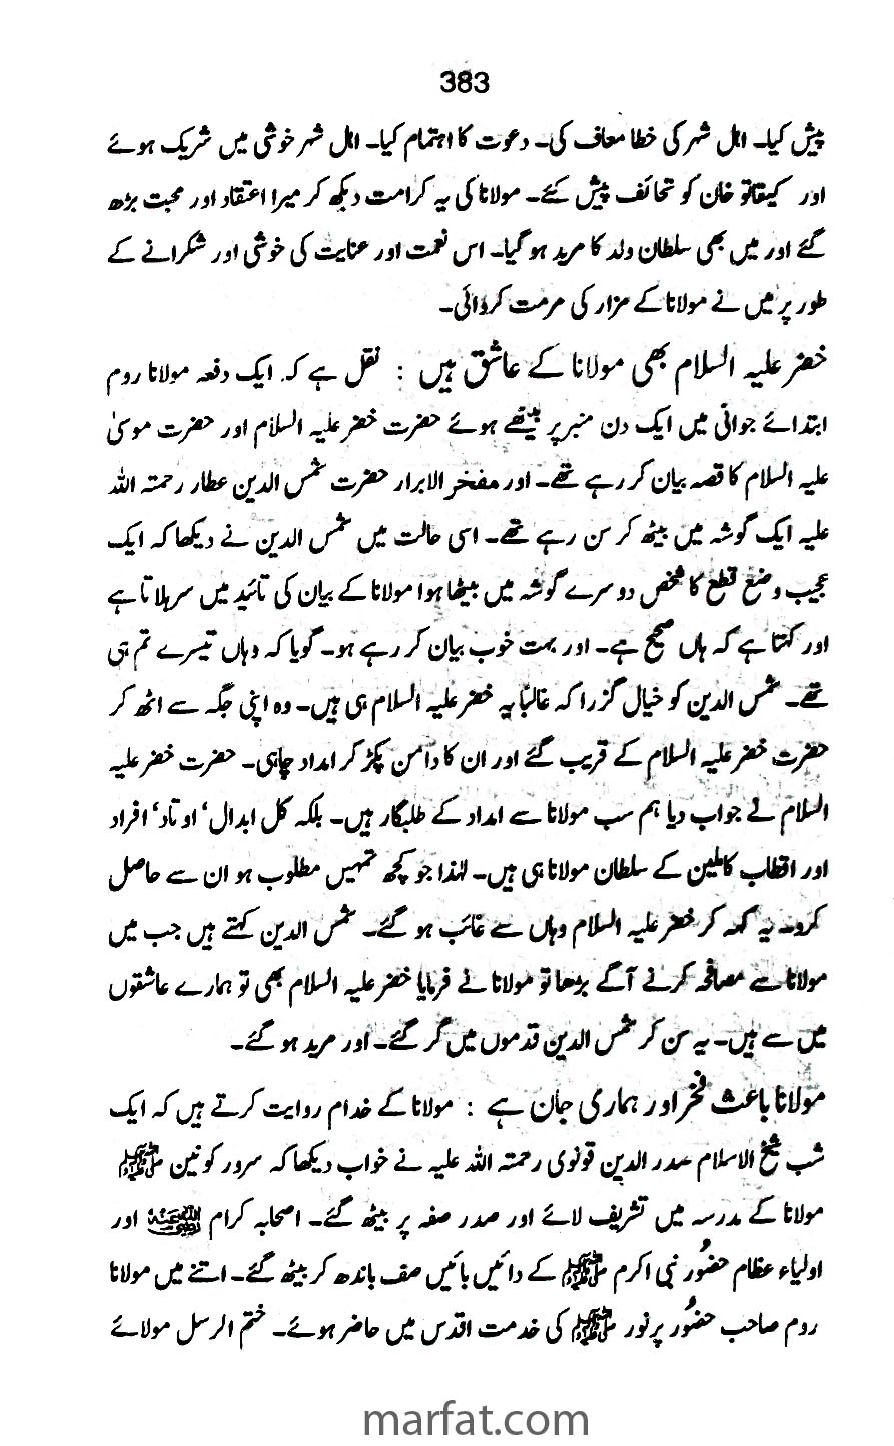 383
پیش کیا۔ اہل شہر کی خطا معاف کی۔ دعوت کا اہتمام کیا۔ اہل شہر خوشی میں شریک ہوئے
اور کیقاتو خان کو تحائف پیش کئے۔ مولانا کی یہ کرامت دیکھ کر میرا اعتقاد اور محبت بڑھ
گئے اور میں بھی سلطان ولد کا مرید ہو گیا۔ اس نعمت اور عنایت کی خوشی اور شکرانے کے
طور پر میں نے مولانا کے مزار کی مرمت کروائی۔
خضر علیہ السلام بھی مولانا کے عاشق ہیں : نقل ہے کہ ایک دفعہ مولانا روم
ابتدائے جوانی میں ایک دن منبر پر بیٹھے ہوئے حضرت خضر علیہ السلام اور حضرت موسیٰ
علیہ السلام کا قصہ بیان کر رہے تھے۔ اور مفخر الابرار حضرت شمس الدین عطار رحمتہ اللہ
علیہ ایک گوشہ میں بیٹھ کر سن رہے تھے۔ اسی حالت میں شمس الدین نے دیکھا کہ ایک
عجیب وضع قطع کا شخص دوسرے گوشہ میں بیٹھا ہوا مولانا کے بیان کی تائید میں سر ہلاتا ہے
اور کہتا ہے کہ ہاں صحیح ہے۔ اور بہت خوب بیان کر رہے ہو۔ گویا کہ وہاں تیسرے تم ہی
تھے۔ شمس الدین کو خیال گزرا کہ غالباً یہ خضر علیہ السلام ہی ہیں۔ وہ اپنی جگہ سے اٹھ کر
حضرت خضر علیہ السلام کے قریب گئے اور ان کا دامن پکڑ کر امداد چاہی۔ حضرت خضر علیہ
السلام نے جواب دیا ہم سب مولانا سے امداد کے طلبگار ہیں۔ بلکہ کل ابدال‘ اوتاد‘ افراد
اور اقطاب کاملین کے سلطان مولانا ہی ہیں۔ لہٰذا جو کچھ تمہیں مطلوب ہو ان سے حاصل
کرو۔ یہ کہہ کر خضر علیہ السلام وہاں سے غائب ہو گئے۔ شمس الدین کہتے ہیں جب میں
مولانا سے مصافحہ کرنے آگے بڑھا تو مولانا نے فرمایا خضر علیہ السلام بھی تو ہمارے عاشقوں
میں سے ہیں۔ یہ سن کر شمس الدین قدموں میں گر گئے۔ اور مرید ہو گئے۔
مولانا باعث فخر اور ہماری جان ہے : مولانا کے خدام روایت کرتے ہیں کہ ایک
شب شیخ الاسلام صدر الدین قونوی رحمتہ اللہ علیہ نے خواب دیکھا کہ سرور کونین ﷺ
مولانا کے مدرسہ میں تشریف لائے اور صدر صفہ پر بیٹھ گئے۔ اصحابہ کرام رضی اللہ عنہم اور
اولیاء عظام حضور نبی اکرم ﷺ کے دائیں بائیں صف باندھ کر بیٹھ گئے۔ اتنے میں مولانا
روم صاحب حضور پرنور ﷺ کی خدمت اقدس میں حاضر ہوئے۔ ختم الرسل مولائے
marfat.com